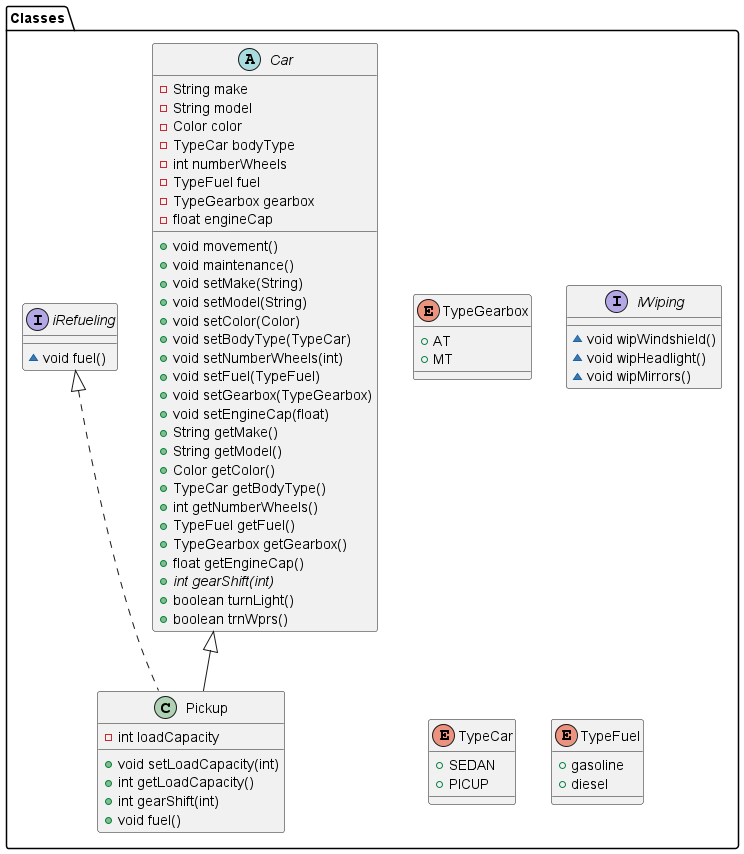 Classes
A Car
String make
String model
Color color
TypeCar bodyType
int numberWheels
TypeFuel fuel
TypeGearbox gearbox
float engineCap
void movement()
void maintenance()
void setMake(String)
void setModel(String)
void setColor(Color)
void setBodyType(TypeCar)
void setNumberWheels(int)
void setFuel(TypeFuel)
void setGearbox(TypeGearbox)
void setEngineCap(float)
String getMake()
String getModel()
Color getColor()
TypeCar getBodyType()
int getNumberWheels()
TypeFuel getFuel()
TypeGearbox getGearbox()
float getEngineCap()
int gearShift(int)
boolean turnLight()
boolean trnWprs()
I iRefueling
void fuel()
E TypeGearbox
AT
MT
I iWiping
void wipWindshield()
void wipHeadlight()
void wipMirrors()
C Pickup
int loadCapacity
void setLoadCapacity(int)
int getLoadCapacity()
int gearShift(int)
void fuel()
E TypeCar
SEDAN
PICUP
E TypeFuel
gasoline
diesel